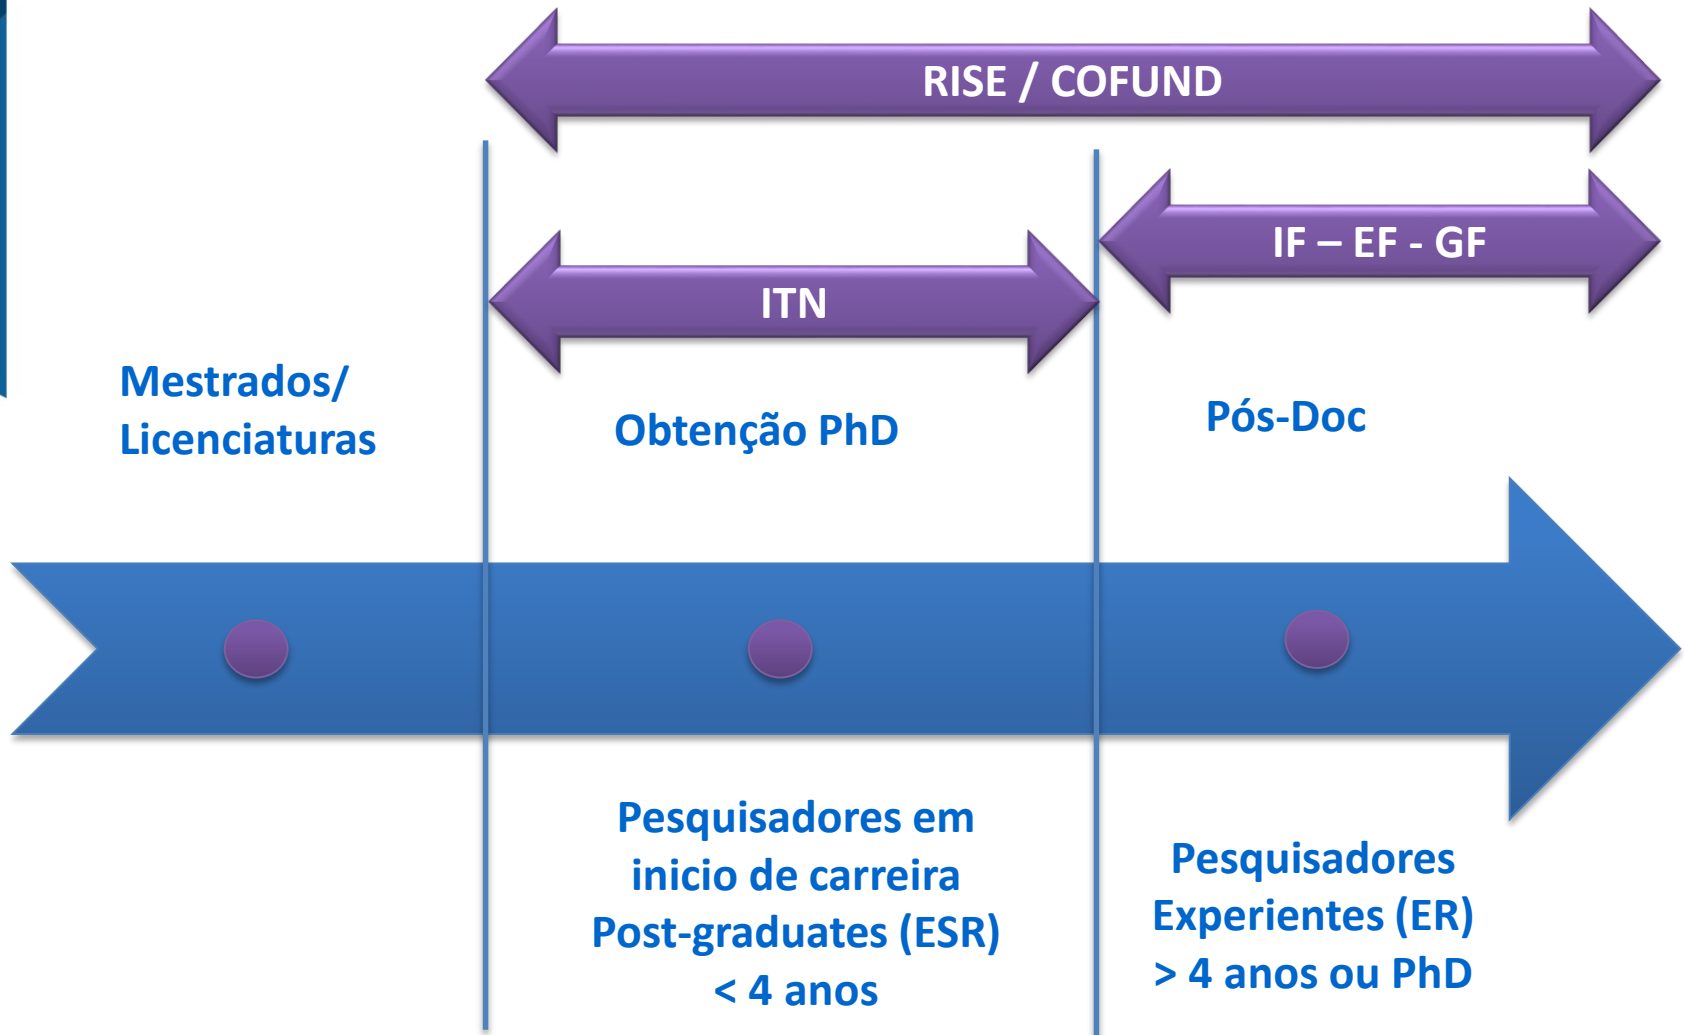 RISE / COFUND
IF – EF - GF
ITN
Mestrados/
Licenciaturas
Obtenção PhD
Pós-Doc
Pesquisadores em
inicio de carreira
Post-graduates (ESR)
< 4 anos
Pesquisadores
Experientes (ER)
> 4 anos ou PhD